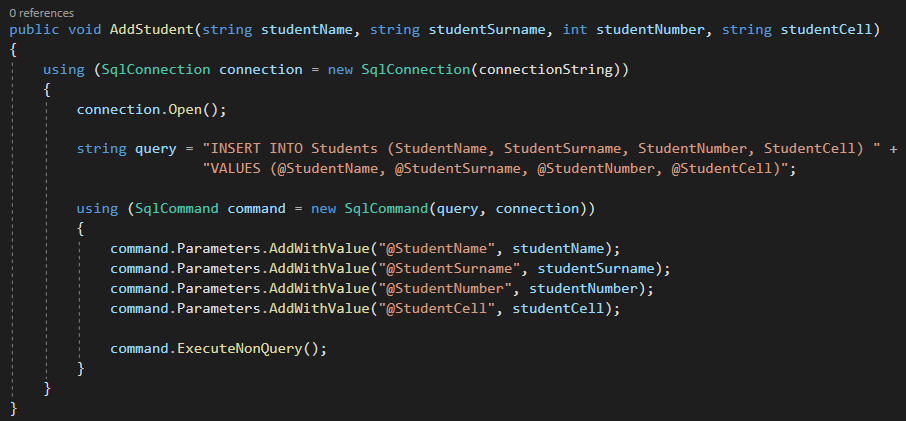 0 references
public void AddStudent(string studentName, string studentSurname, int studentNumber, string studentCell)
{
    using (SqlConnection connection = new SqlConnection(connectionString))
    {
        connection.Open();

        string query = "INSERT INTO Students (StudentName, StudentSurname, StudentNumber, StudentCell) " +
                       "VALUES (@StudentName, @StudentSurname, @StudentNumber, @StudentCell)";

        using (SqlCommand command = new SqlCommand(query, connection))
        {
            command.Parameters.AddWithValue("@StudentName", studentName);
            command.Parameters.AddWithValue("@StudentSurname", studentSurname);
            command.Parameters.AddWithValue("@StudentNumber", studentNumber);
            command.Parameters.AddWithValue("@StudentCell", studentCell);

            command.ExecuteNonQuery();
        }
    }
}